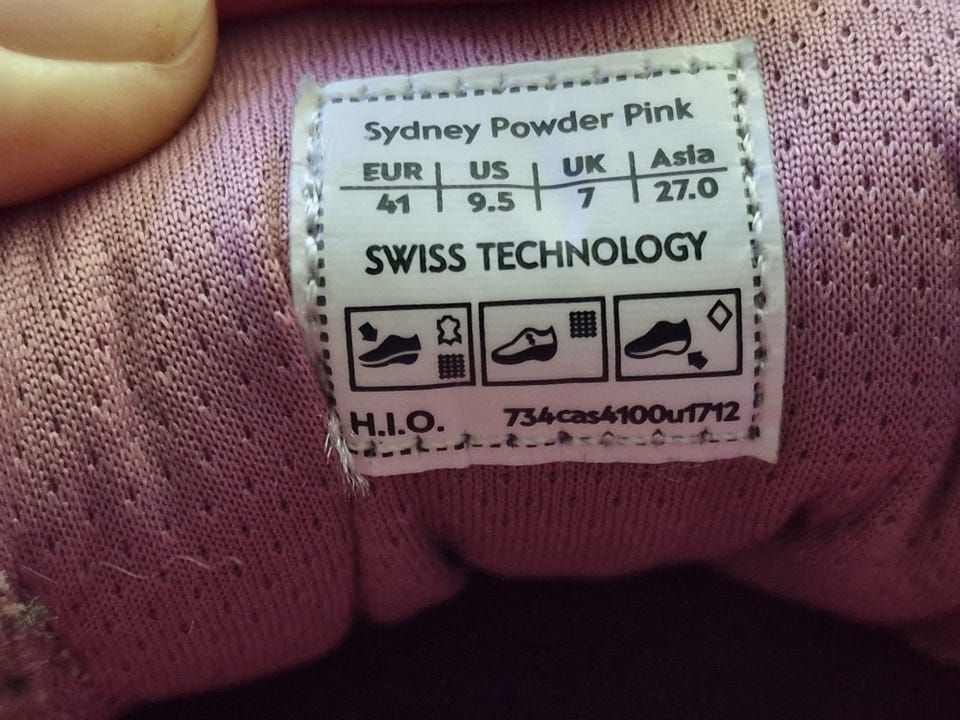 Sydney Powder Pink
EUR US UK Asia
41 9.5 7 27.0
SWISS TECHNOLOGY
H.I.O. 734cas4100u1712